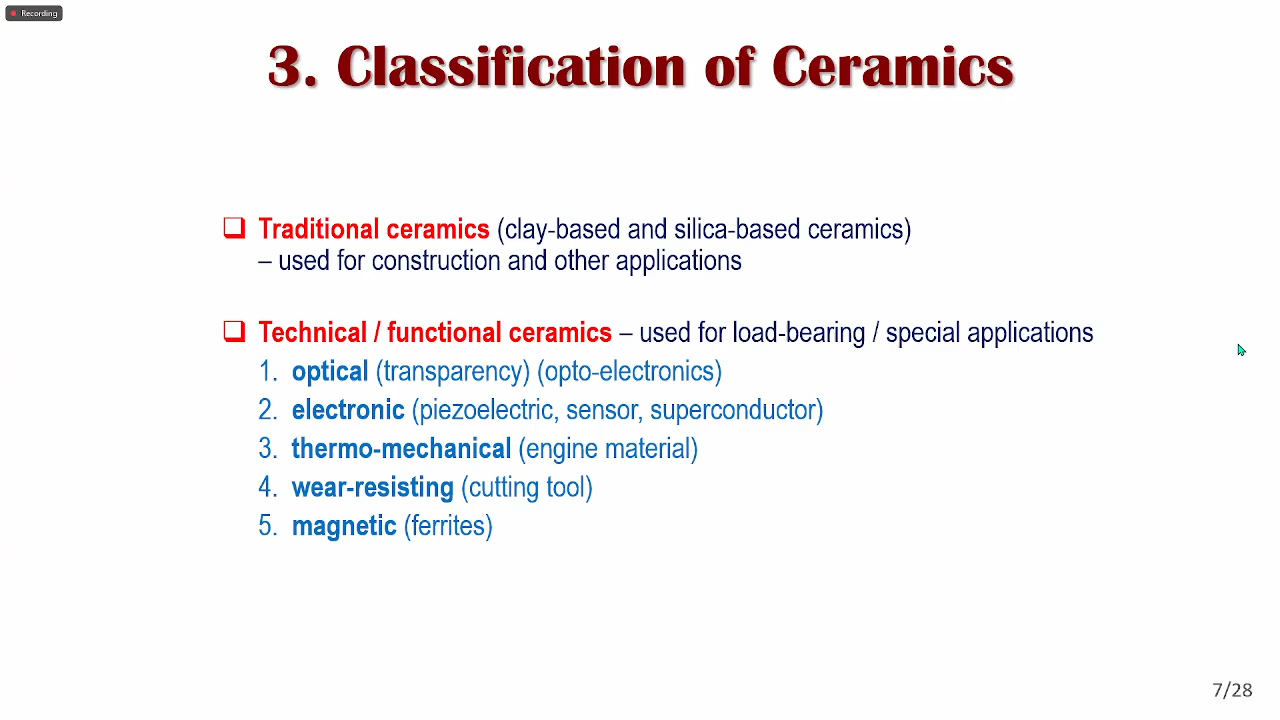 Recording
3. Classification of Ceramics
❑ Traditional ceramics (clay-based and silica-based ceramics)
– used for construction and other applications
❑ Technical / functional ceramics – used for load-bearing / special applications
1. optical (transparency) (opto-electronics)
2. electronic (piezoelectric, sensor, superconductor)
3. thermo-mechanical (engine material)
4. wear-resisting (cutting tool)
5. magnetic (ferrites)
7/28